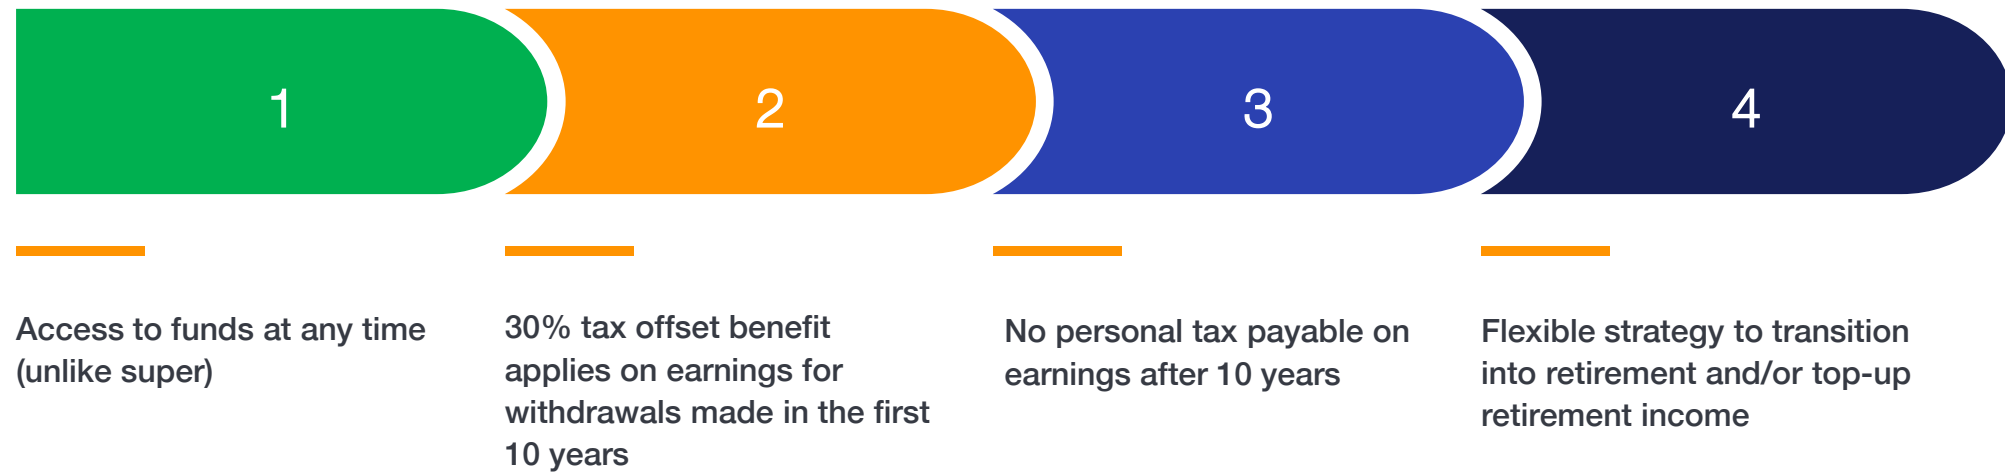 1
2
3
4
Access to funds at any time
(unlike super)
30% tax offset benefit
applies on earnings for
withdrawals made in the first
10 years
No personal tax payable on
earnings after 10 years
Flexible strategy to transition
into retirement and/or top-up
retirement income